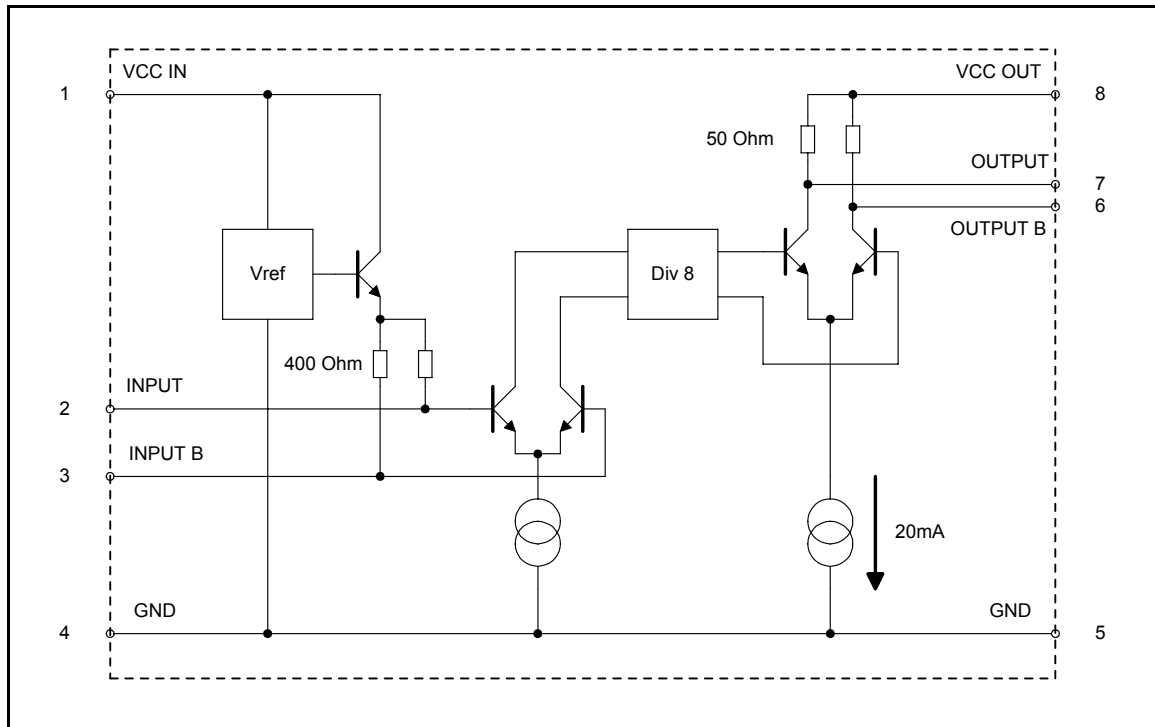 VCC IN
VCC OUT
1
8
50 Ohm
OUTPUT
7
6
OUTPUT B
Vref
Div 8
400 Ohm
INPUT
2
INPUT B
3
20mA
GND
GND
4
5